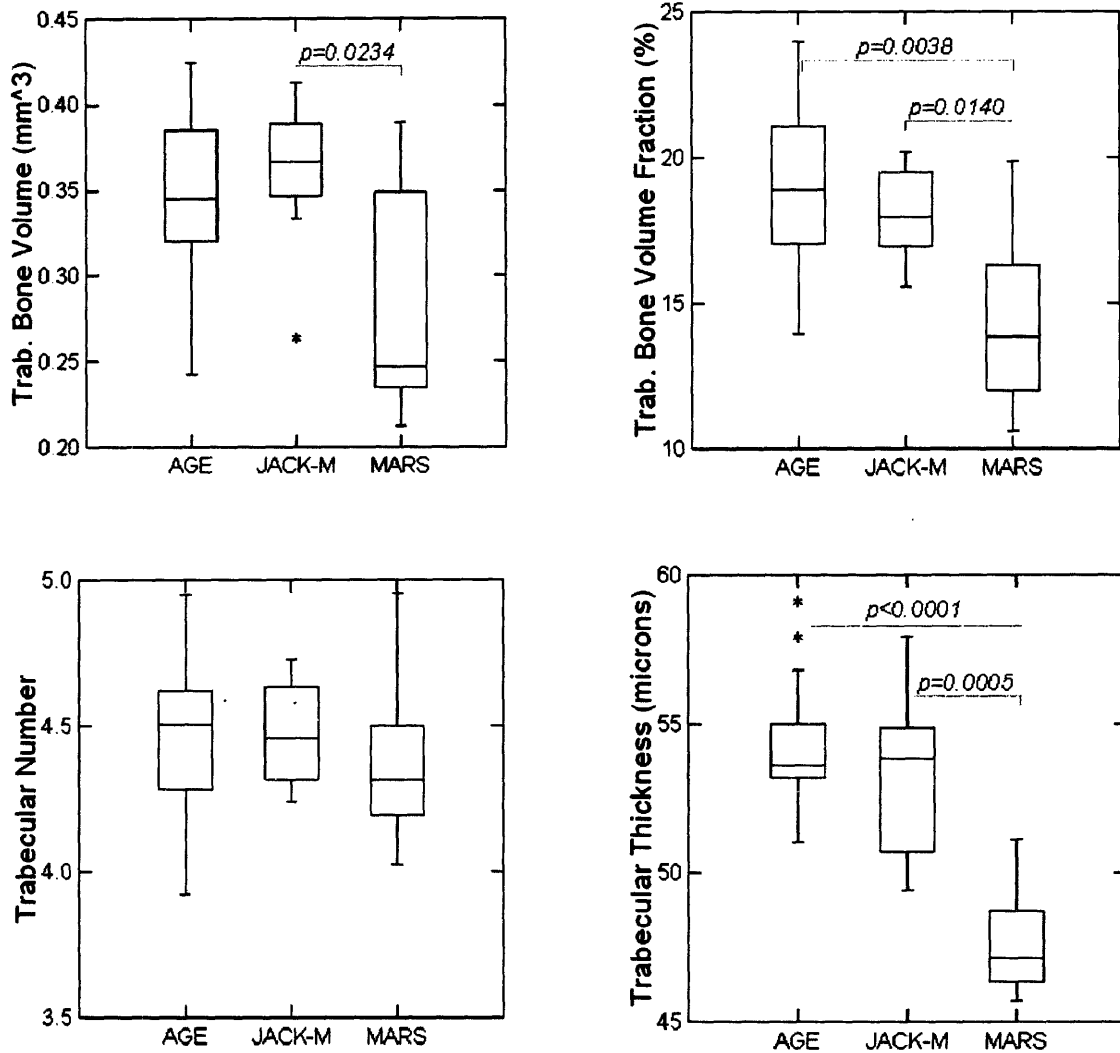 Trab. Bone Volume (mm^3)
0.45
0.40
0.35
0.30
0.25
0.20
p=0.0234
*
AGE JACK-M MARS
Trab. Bone Volume Fraction (%)
25
20
15
10
p=0.0038
p=0.0140
AGE JACK-M MARS
Trabecular Number
5.0
4.5
4.0
3.5
AGE JACK-M MARS
Trabecular Thickness (microns)
60
55
50
45
*
*
p<0.0001
p=0.0005
AGE JACK-M MARS